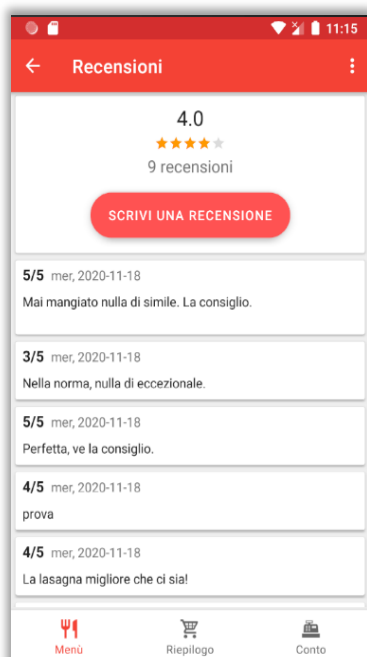 11:15
Recensioni
4.0
9 recensioni
SCRIVI UNA RECENSIONE
5/5 mer, 2020-11-18
Mai mangiato nulla di simile. La consiglio.
3/5 mer, 2020-11-18
Nella norma, nulla di eccezionale.
5/5 mer, 2020-11-18
Perfetta, ve la consiglio.
4/5 mer, 2020-11-18
prova
4/5 mer, 2020-11-18
La lasagna migliore che ci sia!
Menù Riepilogo Conto